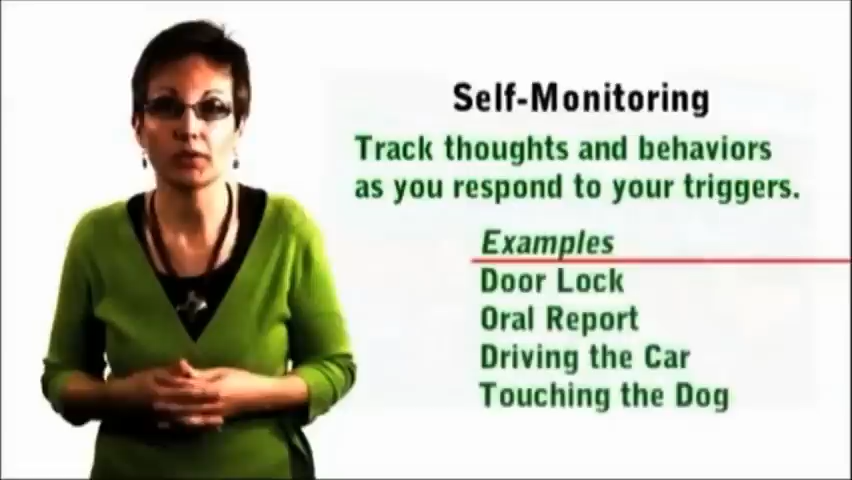 Self-Monitoring
Track thoughts and behaviors
as you respond to your triggers.
Examples
Door Lock
Oral Report
Driving the Car
Touching the Dog